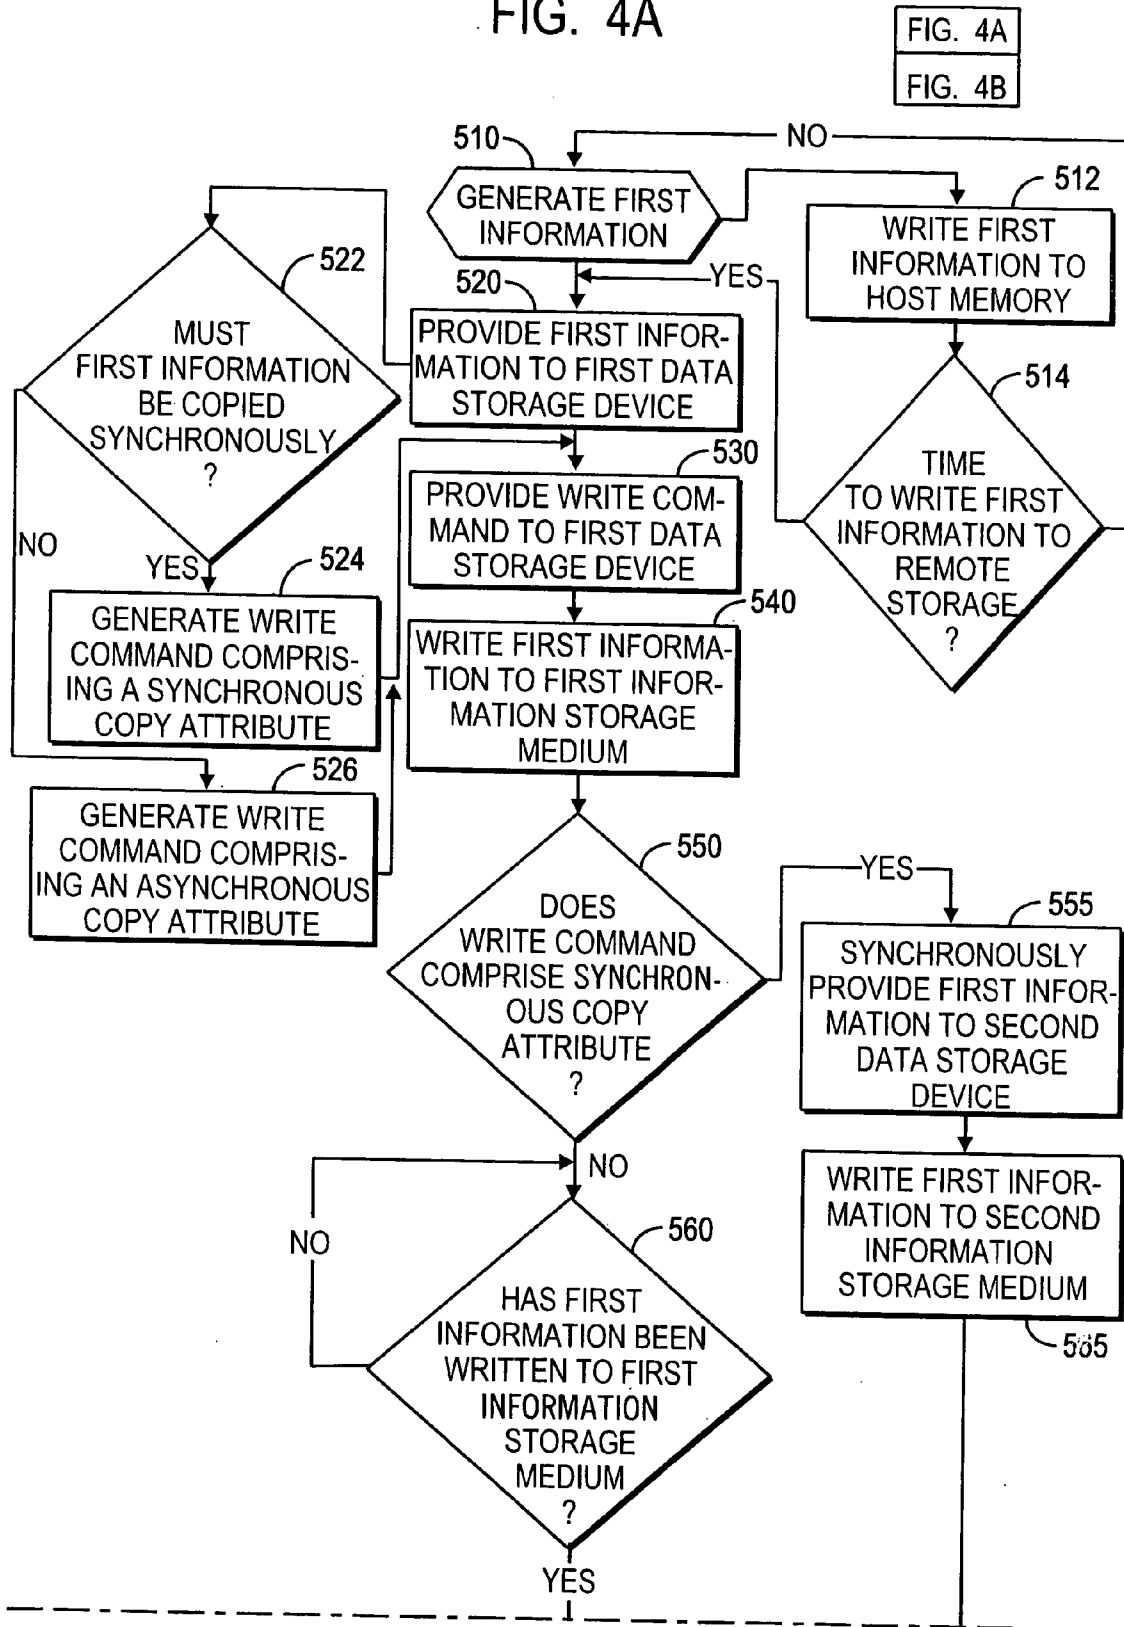 FIG. 4A
FIG. 4A
FIG. 4B
NO
510
GENERATE FIRST
INFORMATION
512
WRITE FIRST
INFORMATION TO
HOST MEMORY
YES
514
TIME
TO WRITE FIRST
INFORMATION TO
REMOTE
STORAGE
?
520
PROVIDE FIRST INFOR-
MATION TO FIRST DATA
STORAGE DEVICE
522
MUST
FIRST INFORMATION
BE COPIED
SYNCHRONOUSLY
?
NO
YES
524
GENERATE WRITE
COMMAND COMPRIS-
ING A SYNCHRONOUS
COPY ATTRIBUTE
526
GENERATE WRITE
COMMAND COMPRIS-
ING AN ASYNCHRONOUS
COPY ATTRIBUTE
530
PROVIDE WRITE COM-
MAND TO FIRST DATA
STORAGE DEVICE
540
WRITE FIRST INFORMA-
TION TO FIRST INFOR-
MATION STORAGE
MEDIUM
550
DOES
WRITE COMMAND
COMPRISE SYNCHRON-
OUS COPY
ATTRIBUTE
?
YES
555
SYNCHRONOUSLY
PROVIDE FIRST INFOR-
MATION TO SECOND
DATA STORAGE
DEVICE
WRITE FIRST INFOR-
MATION TO SECOND
INFORMATION
STORAGE MEDIUM
565
NO
NO
560
HAS FIRST
INFORMATION BEEN
WRITTEN TO FIRST
INFORMATION
STORAGE
MEDIUM
?
YES